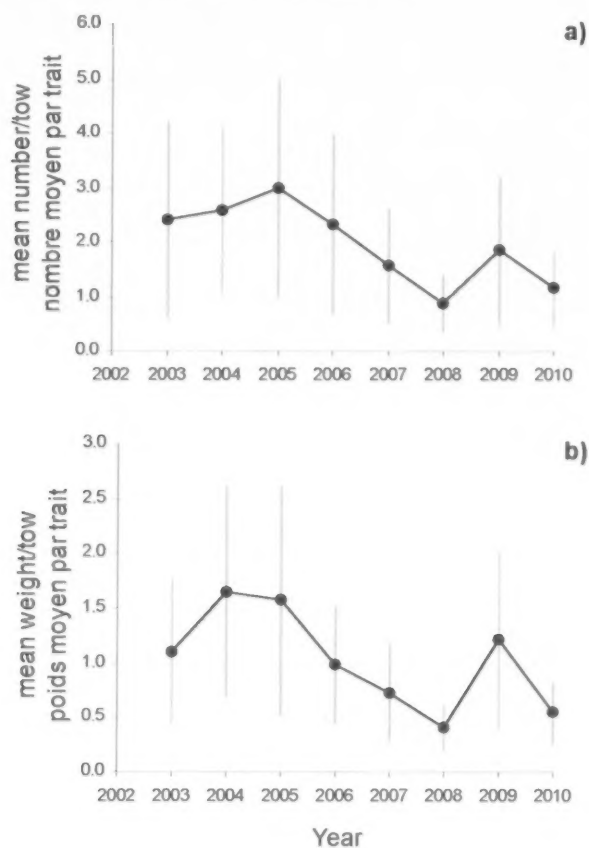 a)
mean number/tow
nombre moyen par trait
6.0
5.0
4.0
3.0
2.0
1.0
0.0
2002 2003 2004 2005 2006 2007 2008 2009 2010
b)
mean weight/tow
poids moyen par trait
3.0
2.5
2.0
1.5
1.0
0.5
0.0
2002 2003 2004 2005 2006 2007 2008 2009 2010
Year